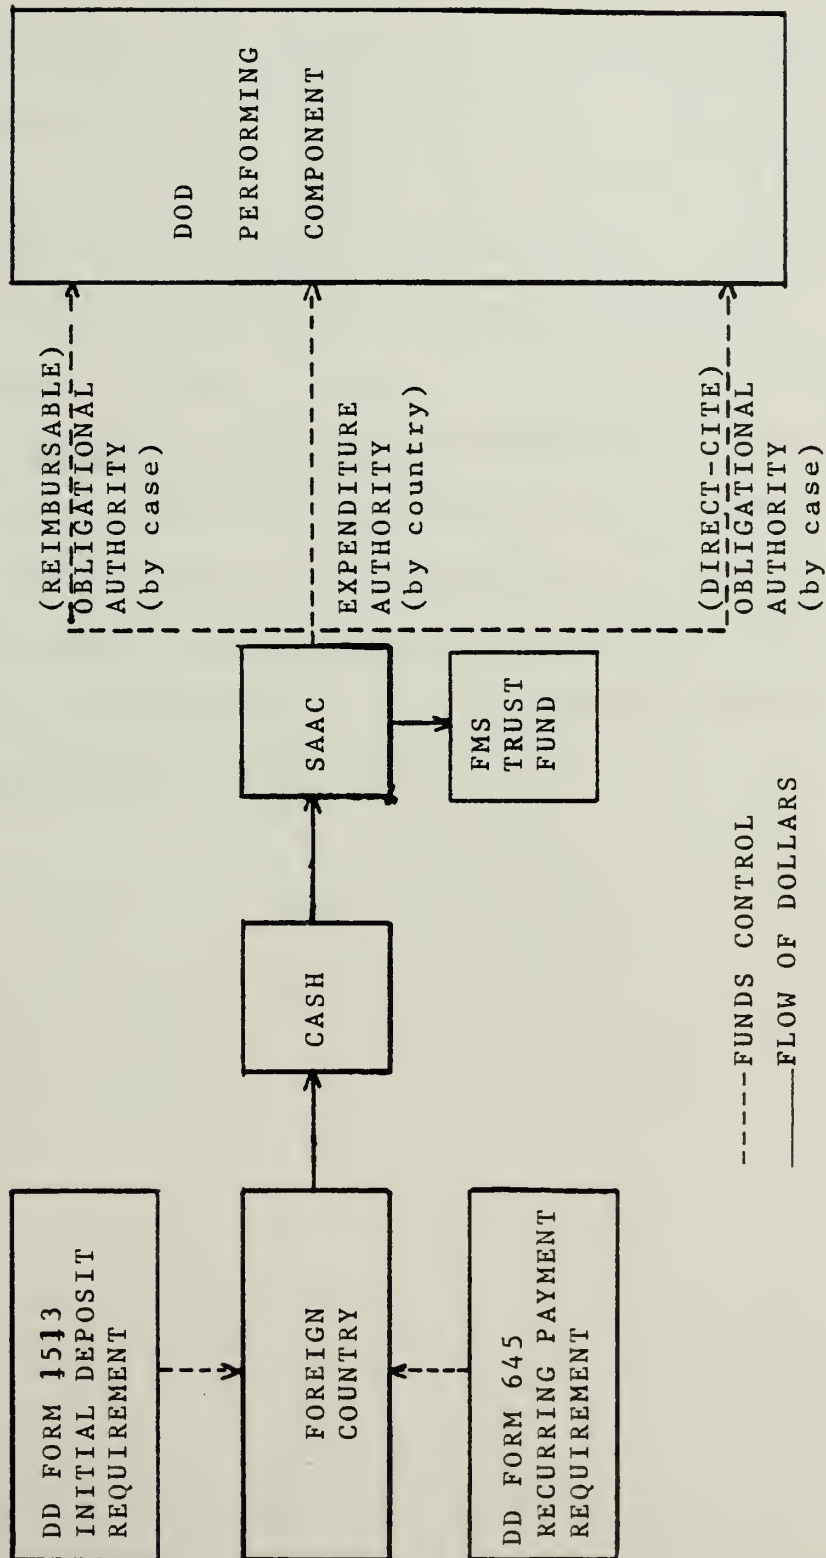 DD FORM 1513
INITIAL DEPOSIT
REQUIREMENT
FOREIGN
COUNTRY
DD FORM 645
RECURRING PAYMENT
REQUIREMENT
CASH
SAAC
FMS
TRUST
FUND
(REIMBURSABLE)
OBLIGATIONAL
AUTHORITY
(by case)
EXPENDITURE
AUTHORITY
(by country)
(DIRECT-CITE)
OBLIGATIONAL
AUTHORITY
(by case)
DOD
PERFORMING
COMPONENT
-----FUNDS CONTROL
_____FLOW OF DOLLARS